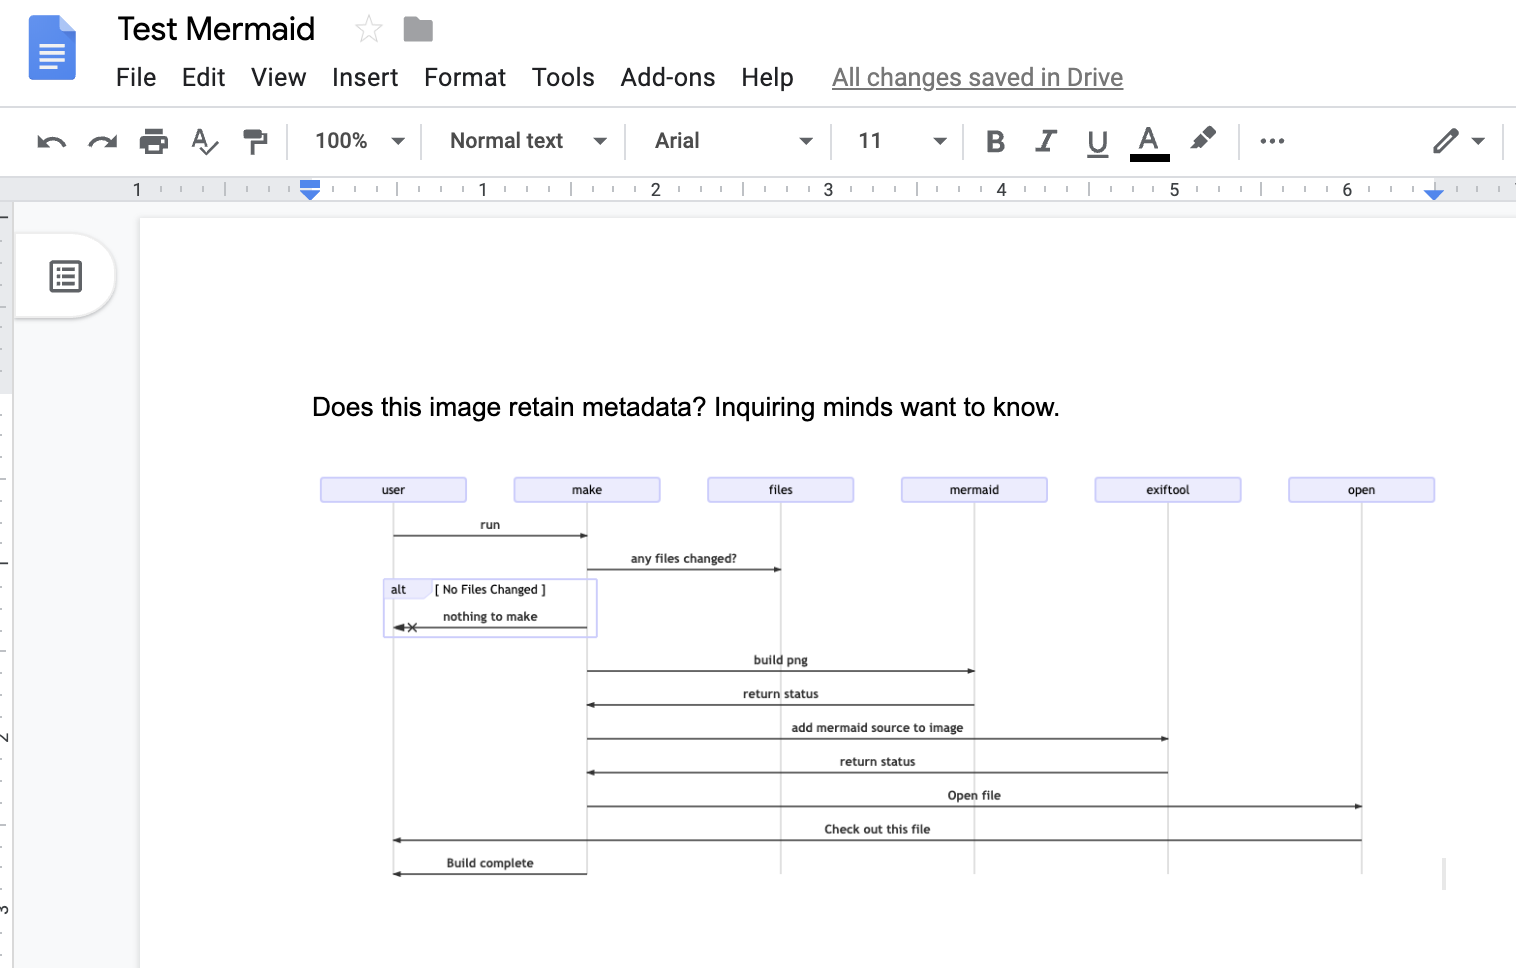 Test Mermaid
File Edit View Insert Format Tools Add-ons Help All changes saved in Drive
100% Normal text Arial 11 B I U A
1 1 2 3 4 5 6
Does this image retain metadata? Inquiring minds want to know.
user make files mermaid exiftool open
run
any files changed?
alt [ No Files Changed ]
nothing to make
build png
return status
add mermaid source to image
return status
Open file
Check out this file
Build complete
2
3